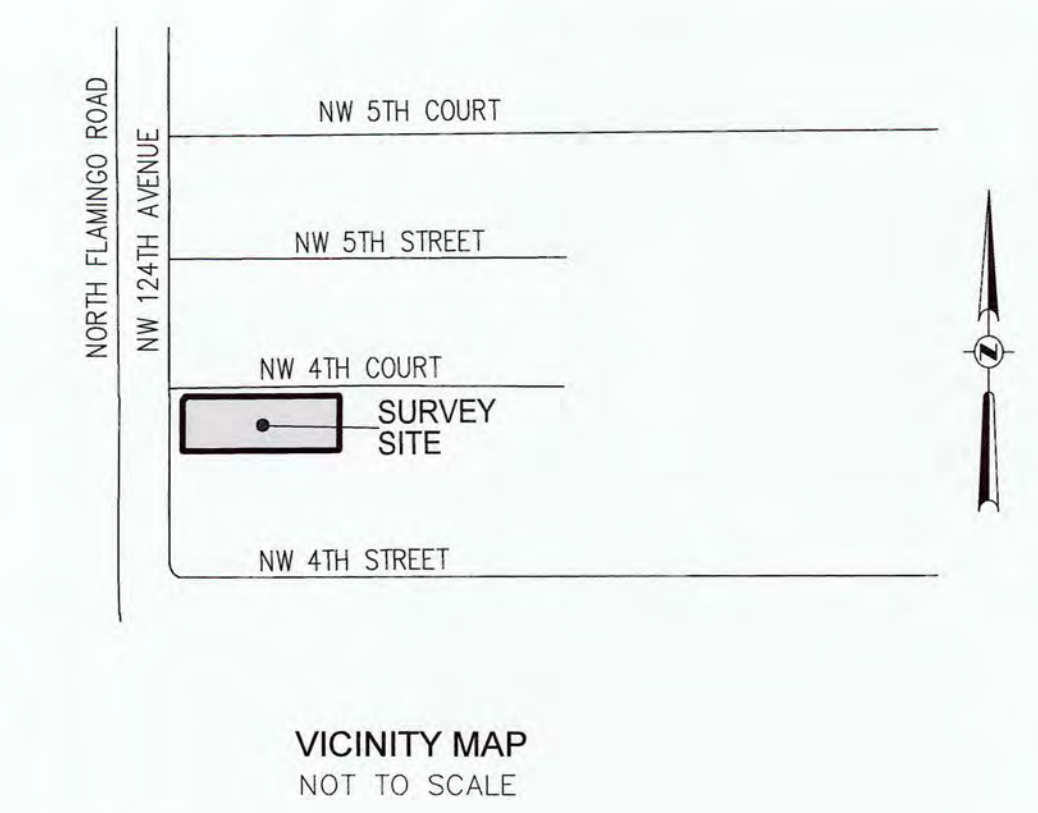 NORTH FLAMINGO ROAD
NW 124TH AVENUE
NW 5TH COURT
NW 5TH STREET
NW 4TH COURT
SURVEY
SITE
NW 4TH STREET
N
VICINITY MAP
NOT TO SCALE